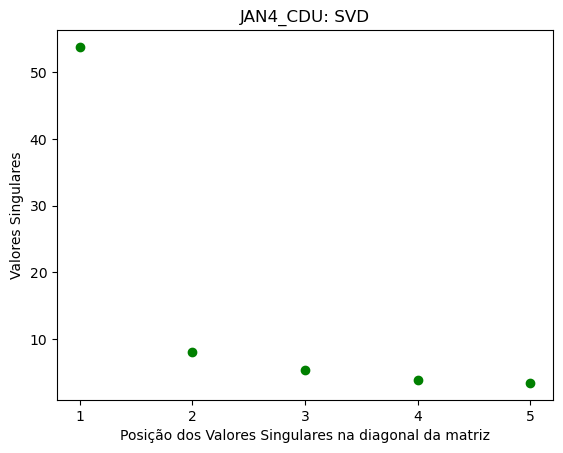 JAN4_CDU: SVD
Valores Singulares
50
40
30
20
10
1 2 3 4 5
Posição dos Valores Singulares na diagonal da matriz